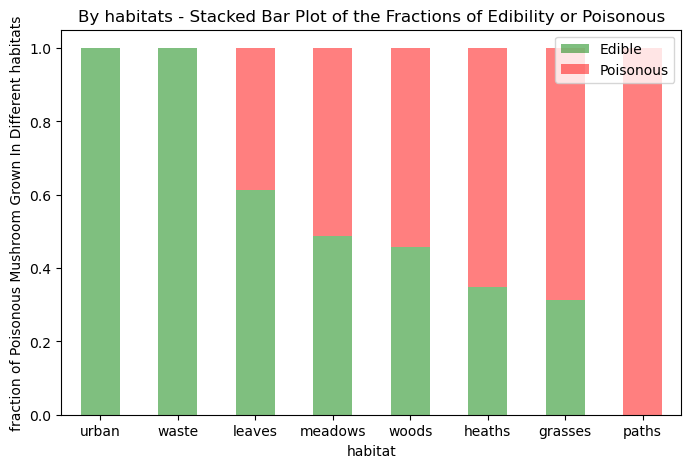 By habitats - Stacked Bar Plot of the Fractions of Edibility or Poisonous
fraction of Poisonous Mushroom Grown In Different habitats
1.0
0.8
0.6
0.4
0.2
0.0
Edible
Poisonous
urban waste leaves meadows woods heaths grasses paths
habitat